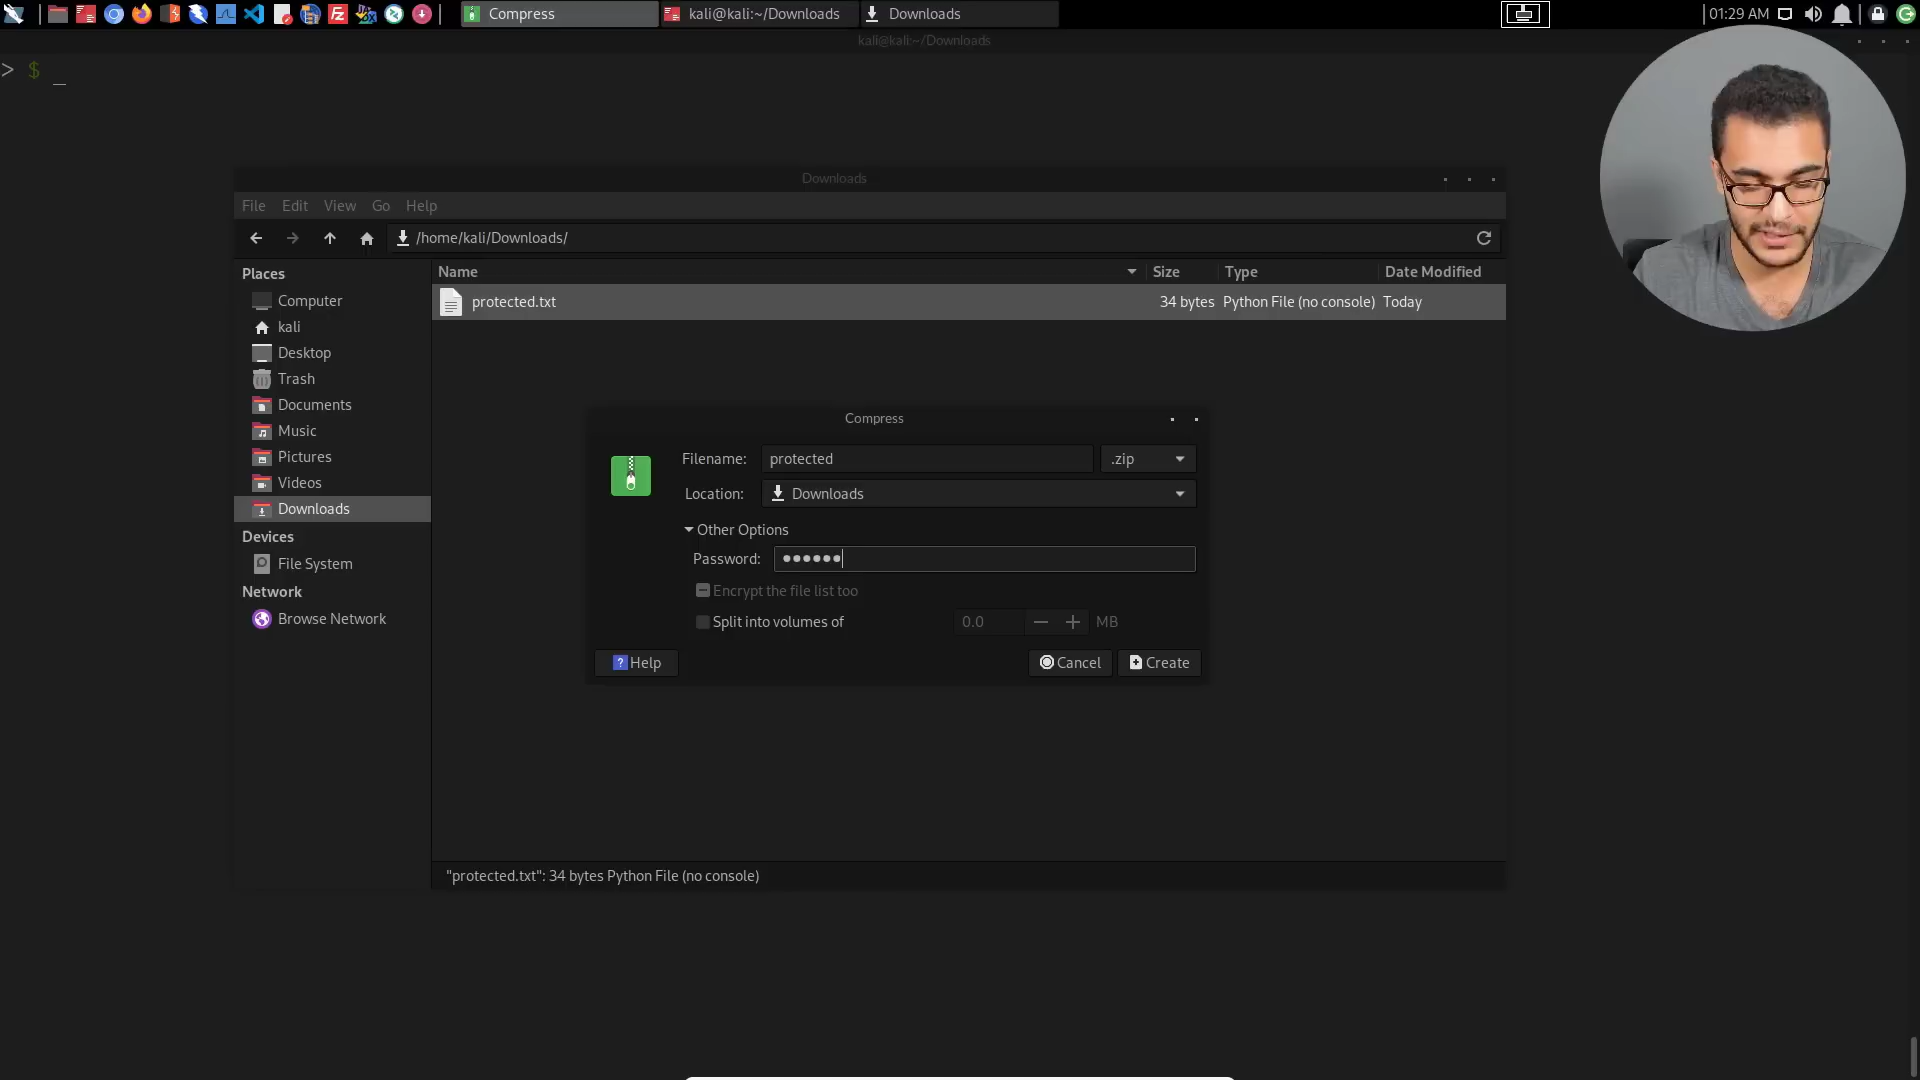 Compress
kali@kali:~/Downloads
Downloads
01:29 AM
kali@kali:~/Downloads
> $ _
Downloads
File Edit View Go Help
/home/kali/Downloads/
Places
Computer
kali
Desktop
Trash
Documents
Music
Pictures
Videos
Downloads
Devices
File System
Network
Browse Network
Name Size Type Date Modified
protected.txt 34 bytes Python File (no console) Today
Compress
Filename: protected .zip
Location: Downloads
Other Options
Password: ●●●●●●
Encrypt the file list too
Split into volumes of 0.0 — + MB
? Help Cancel Create
"protected.txt": 34 bytes Python File (no console)